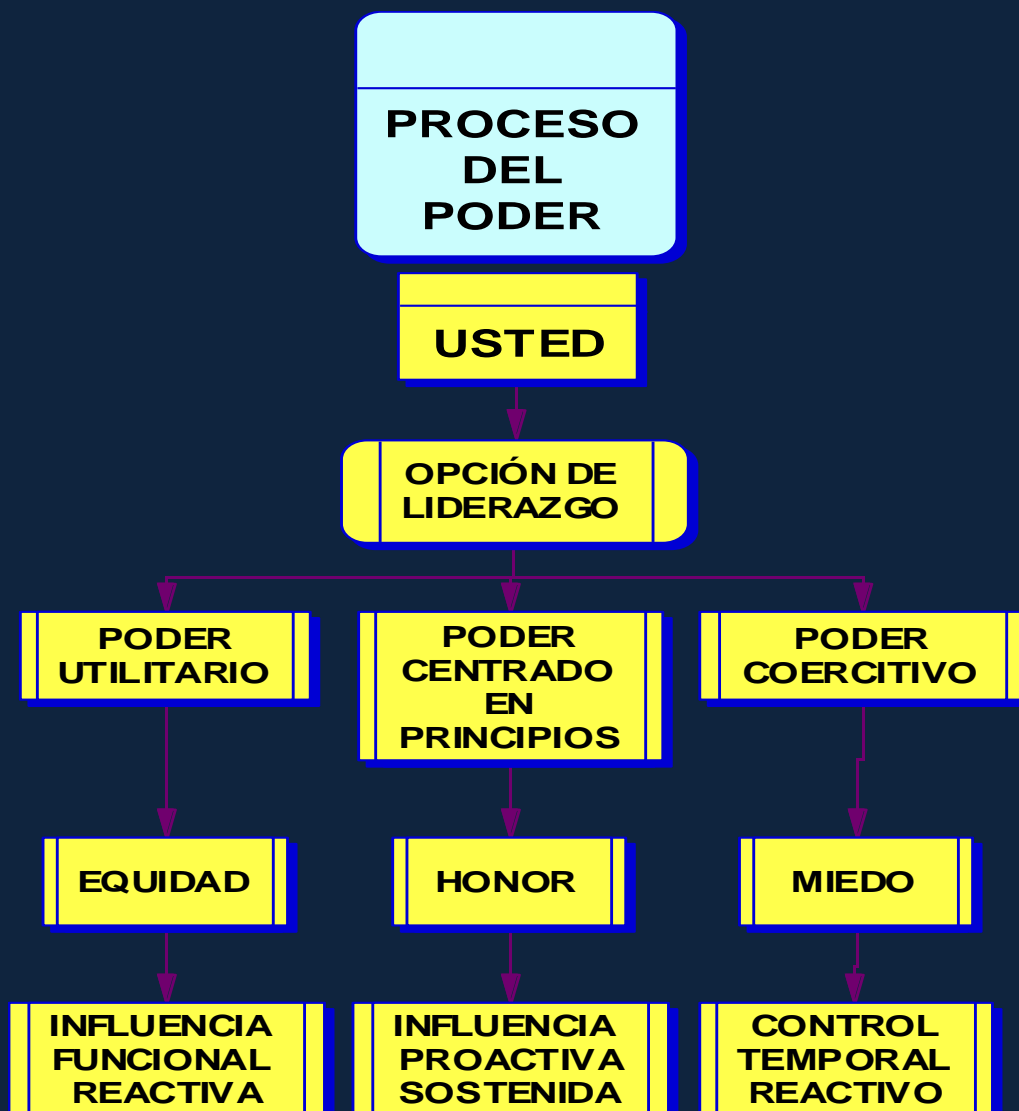 PROCESO
DEL
PODER
USTED
OPCIÓN DE
LIDERAZGO
PODER
UTILITARIO
PODER
CENTRADO
EN
PRINCIPIOS
PODER
COERCITIVO
EQUIDAD
HONOR
MIEDO
INFLUENCIA
FUNCIONAL
REACTIVA
INFLUENCIA
PROACTIVA
SOSTENIDA
CONTROL
TEMPORAL
REACTIVO